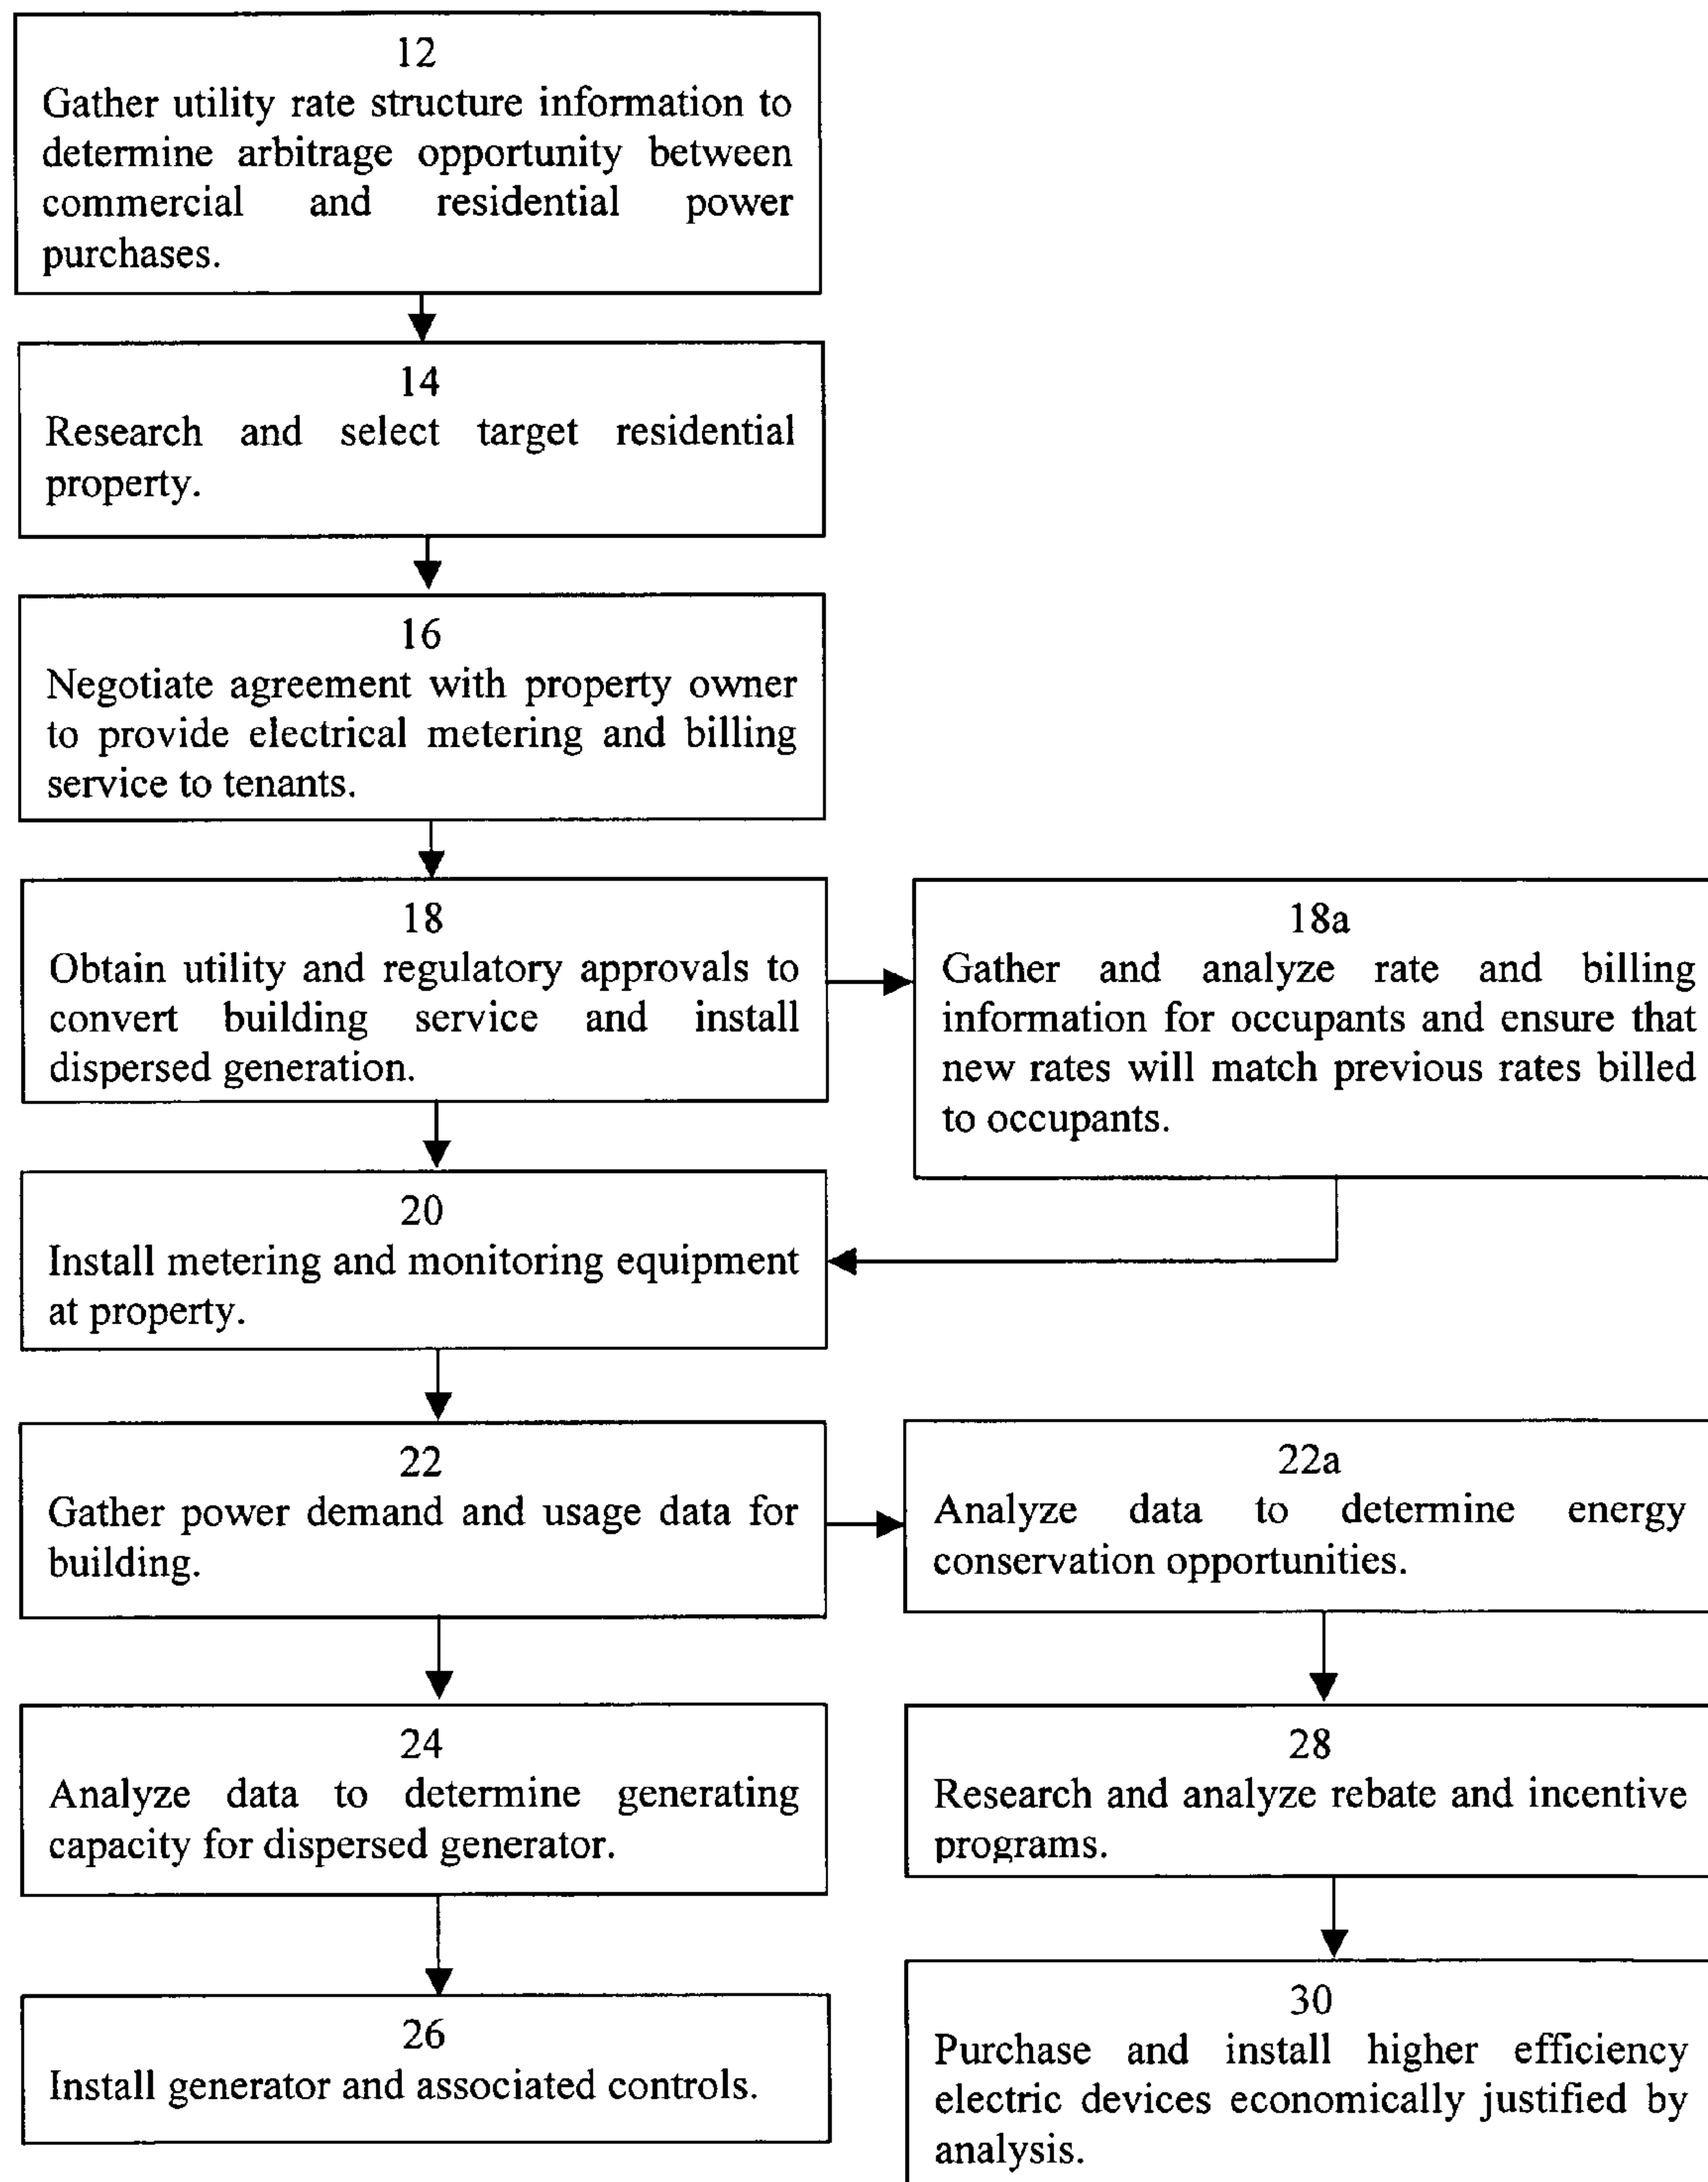 12
Gather utility rate structure information to
determine arbitrage opportunity between
commercial and residential power
purchases.
14
Research and select target residential
property.
16
Negotiate agreement with property owner
to provide electrical metering and billing
service to tenants.
18
Obtain utility and regulatory approvals to
convert building service and install
dispersed generation.
18a
Gather and analyze rate and billing
information for occupants and ensure that
new rates will match previous rates billed
to occupants.
20
Install metering and monitoring equipment
at property.
22
Gather power demand and usage data for
building.
22a
Analyze data to determine energy
conservation opportunities.
24
Analyze data to determine generating
capacity for dispersed generator.
28
Research and analyze rebate and incentive
programs.
26
Install generator and associated controls.
30
Purchase and install higher efficiency
electric devices economically justified by
analysis.